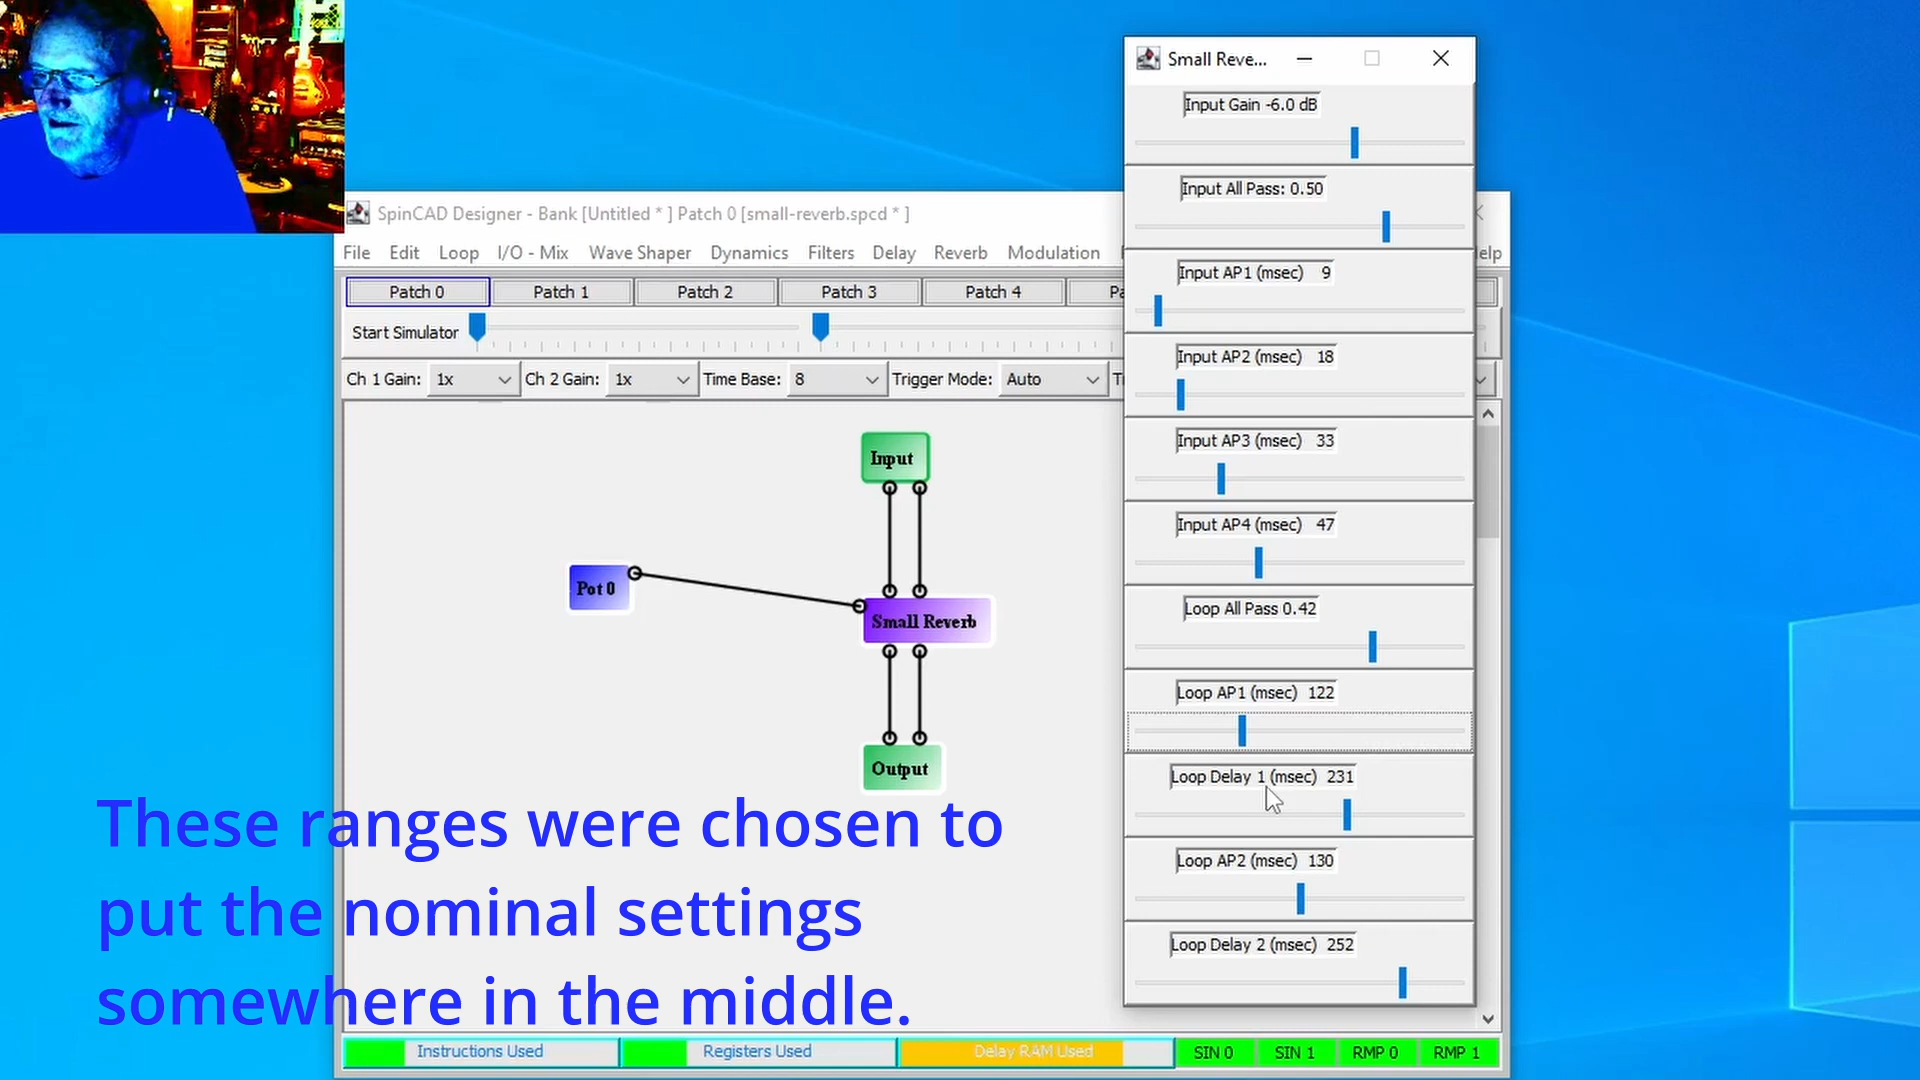 Small Reve...
Input Gain -6.0 dB
Input All Pass: 0.50
Input AP1 (msec) 9
Input AP2 (msec) 18
Input AP3 (msec) 33
Input AP4 (msec) 47
Loop All Pass 0.42
Loop AP1 (msec) 122
Loop Delay 1 (msec) 231
Loop AP2 (msec) 130
Loop Delay 2 (msec) 252
SpinCAD Designer - Bank [Untitled * ] Patch 0 [small-reverb.spcd * ]
File Edit Loop I/O - Mix Wave Shaper Dynamics Filters Delay Reverb Modulation elp
Patch 0 Patch 1 Patch 2 Patch 3 Patch 4 Pa
Start Simulator
Ch 1 Gain: 1x Ch 2 Gain: 1x Time Base: 8 Trigger Mode: Auto
Input
Pot 0
Small Reverb
Output
These ranges were chosen to
put the nominal settings
somewhere in the middle.
Instructions Used Registers Used Delay RAM Used SIN 0 SIN 1 RMP 0 RMP 1